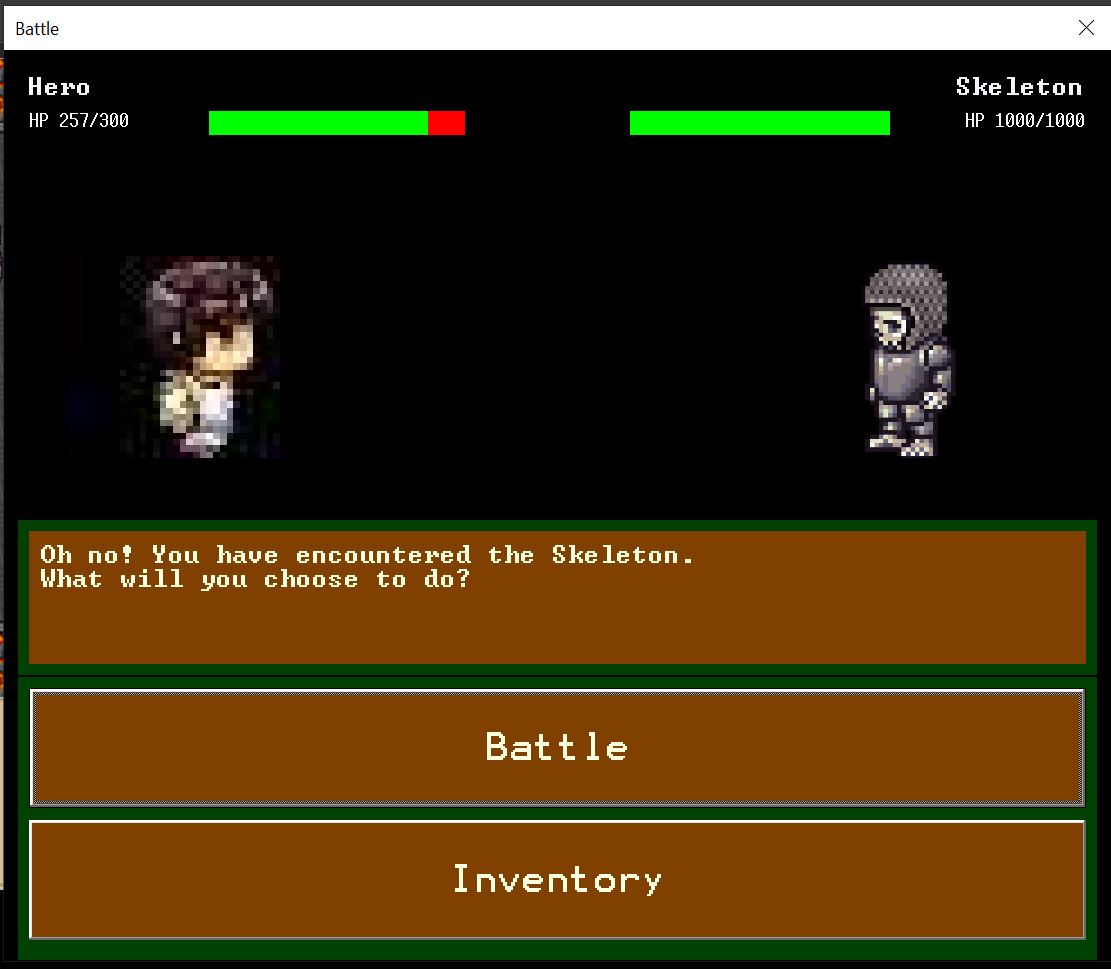 Battle
Hero
Skeleton
HP 257/300
HP 1000/1000
Oh no! You have encountered the Skeleton.
What will you choose to do?
Battle
Inventory